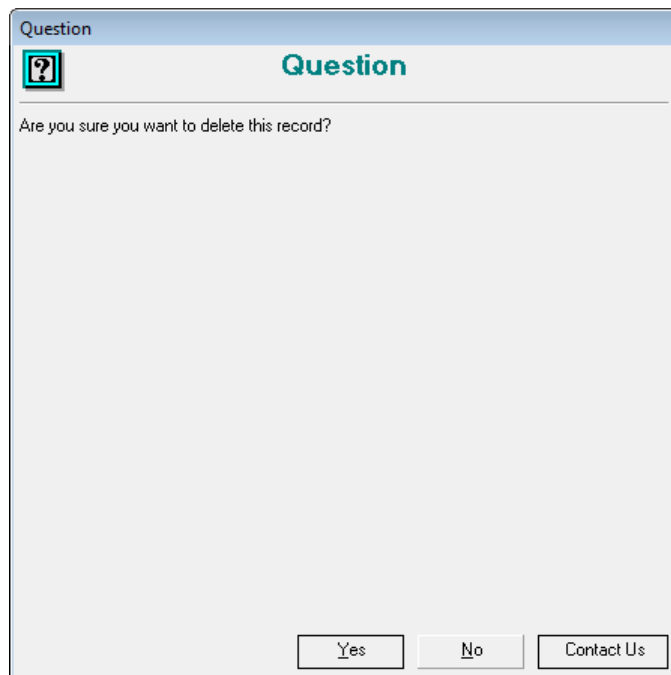 Question
Question
Are you sure you want to delete this record?
Yes No Contact Us